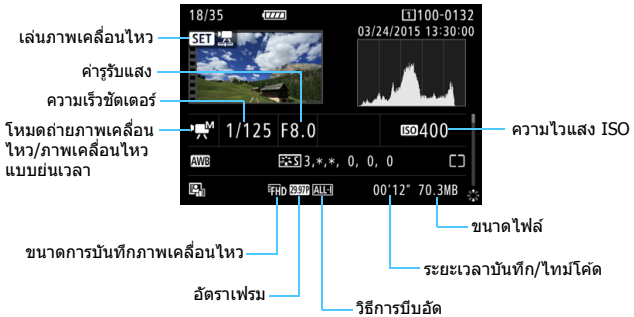 18/35
1 100-0132
เล่นภาพเคลื่อนไหว
SET
03/24/2015 13:30:00
ค่ารูรับแสง
ความเร็วชัตเตอร์
โหมดถ่ายภาพเคลื่อน
ไหว/ภาพเคลื่อนไหว
แบบย่นเวลา
M 1/125 F8.0 ISO 400
ความไวแสง ISO
AWB S 3,*,*, 0, 0, 0
FHD 29.97P ALL-I 00'12" 70.3MB
ขนาดไฟล์
ขนาดการบันทึกภาพเคลื่อนไหว
ระยะเวลาบันทึก/ไทม์โค้ด
อัตราเฟรม
วิธีการบีบอัด